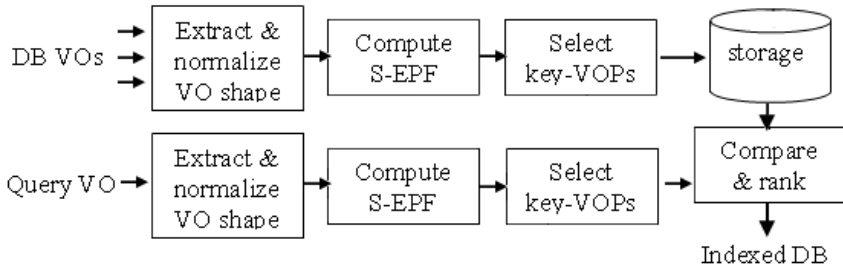 DB VOs
Extract &
normalize
VO shape
Compute
S-EPF
Select
key-VOPs
storage
Query VO
Extract &
normalize
VO shape
Compute
S-EPF
Select
key-VOPs
Compare
& rank
Indexed DB